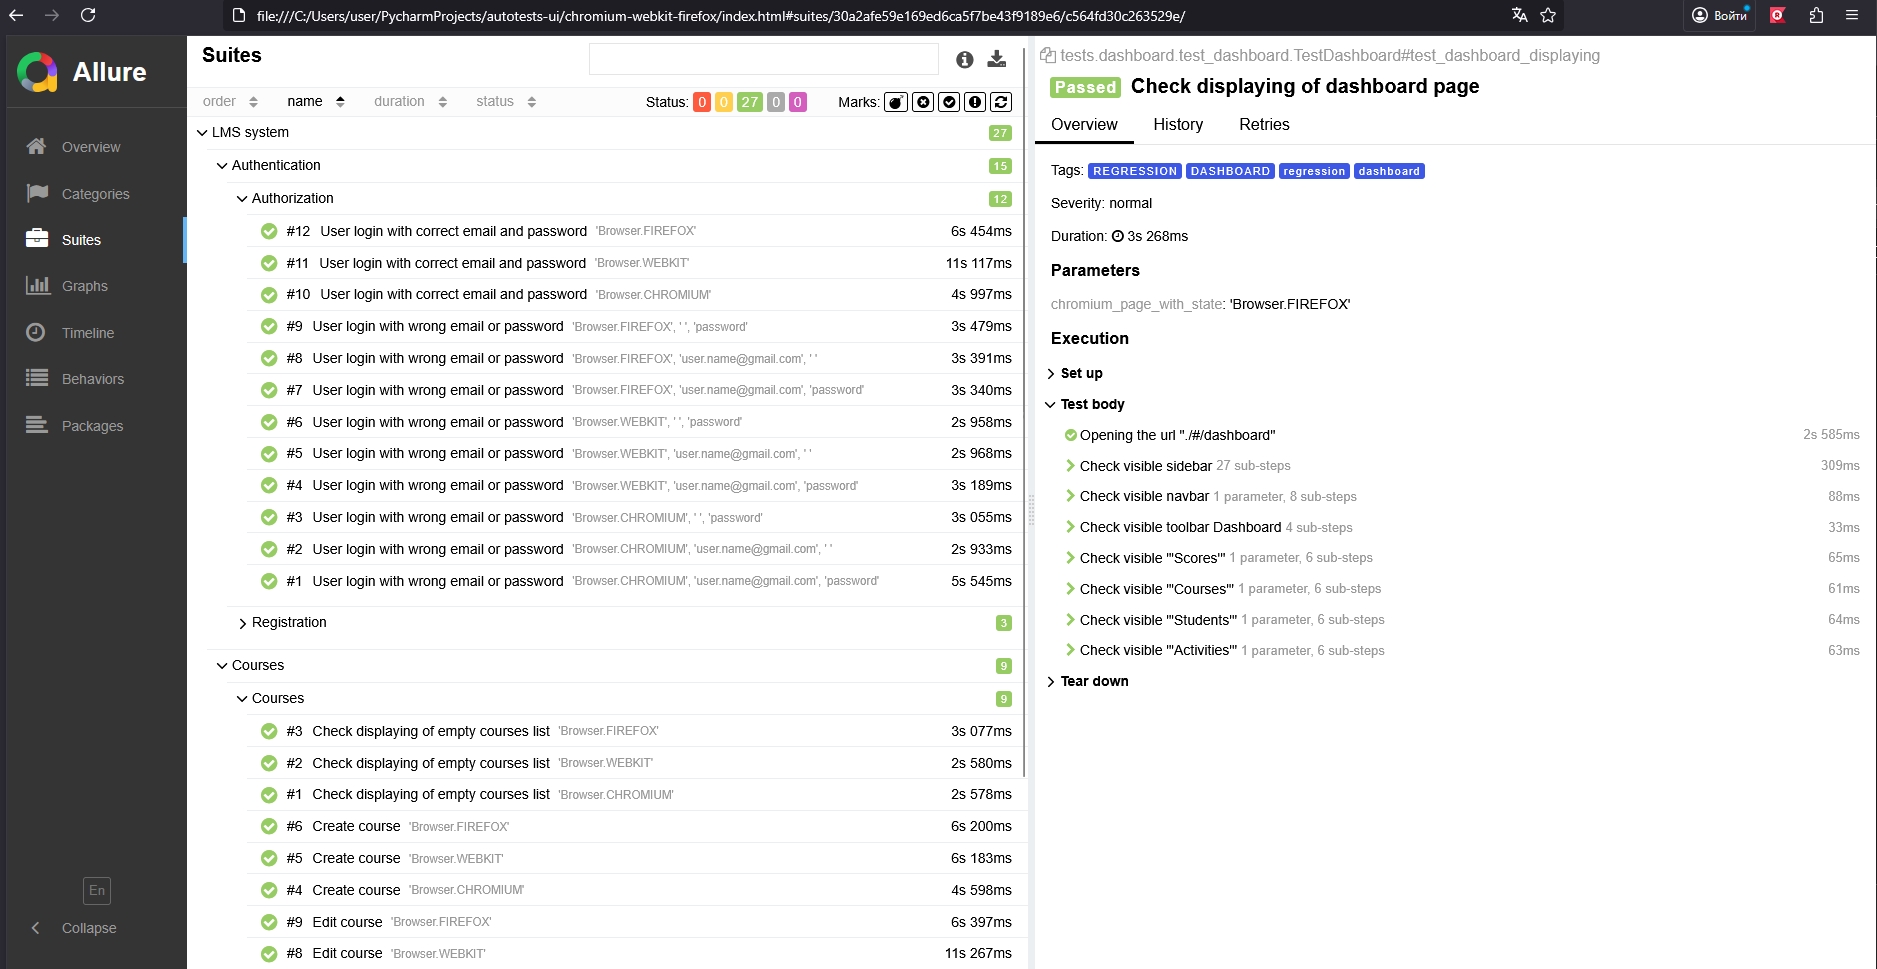 file:///C:/Users/user/PycharmProjects/autotests-ui/chromium-webkit-firefox/index.html#suites/30a2afe59e169ed6ca5f7be43f9189e6/c564fd30c263529e/
Войти
Allure
Overview
Categories
Suites
Graphs
Timeline
Behaviors
Packages
En
Collapse
Suites
order name duration status Status: 0 0 27 0 0 Marks:
LMS system 27
Authentication 15
Authorization 12
#12 User login with correct email and password 'Browser.FIREFOX' 6s 454ms
#11 User login with correct email and password 'Browser.WEBKIT' 11s 117ms
#10 User login with correct email and password 'Browser.CHROMIUM' 4s 997ms
#9 User login with wrong email or password 'Browser.FIREFOX', ' ', 'password' 3s 479ms
#8 User login with wrong email or password 'Browser.FIREFOX', 'user.name@gmail.com', ' ' 3s 391ms
#7 User login with wrong email or password 'Browser.FIREFOX', 'user.name@gmail.com', 'password' 3s 340ms
#6 User login with wrong email or password 'Browser.WEBKIT', ' ', 'password' 2s 958ms
#5 User login with wrong email or password 'Browser.WEBKIT', 'user.name@gmail.com', ' ' 2s 968ms
#4 User login with wrong email or password 'Browser.WEBKIT', 'user.name@gmail.com', 'password' 3s 189ms
#3 User login with wrong email or password 'Browser.CHROMIUM', ' ', 'password' 3s 055ms
#2 User login with wrong email or password 'Browser.CHROMIUM', 'user.name@gmail.com', ' ' 2s 933ms
#1 User login with wrong email or password 'Browser.CHROMIUM', 'user.name@gmail.com', 'password' 5s 545ms
Registration 3
Courses 9
Courses 9
#3 Check displaying of empty courses list 'Browser.FIREFOX' 3s 077ms
#2 Check displaying of empty courses list 'Browser.WEBKIT' 2s 580ms
#1 Check displaying of empty courses list 'Browser.CHROMIUM' 2s 578ms
#6 Create course 'Browser.FIREFOX' 6s 200ms
#5 Create course 'Browser.WEBKIT' 6s 183ms
#4 Create course 'Browser.CHROMIUM' 4s 598ms
#9 Edit course 'Browser.FIREFOX' 6s 397ms
#8 Edit course 'Browser.WEBKIT' 11s 267ms
tests.dashboard.test_dashboard.TestDashboard#test_dashboard_displaying
Passed Check displaying of dashboard page
Overview History Retries
Tags: REGRESSION DASHBOARD regression dashboard
Severity: normal
Duration: 3s 268ms
Parameters
chromium_page_with_state: 'Browser.FIREFOX'
Execution
Set up
Test body
Opening the url "./#/dashboard" 2s 585ms
Check visible sidebar 27 sub-steps 309ms
Check visible navbar 1 parameter, 8 sub-steps 88ms
Check visible toolbar Dashboard 4 sub-steps 33ms
Check visible "'Scores'" 1 parameter, 6 sub-steps 65ms
Check visible "'Courses'" 1 parameter, 6 sub-steps 61ms
Check visible "'Students'" 1 parameter, 6 sub-steps 64ms
Check visible "'Activities'" 1 parameter, 6 sub-steps 63ms
Tear down